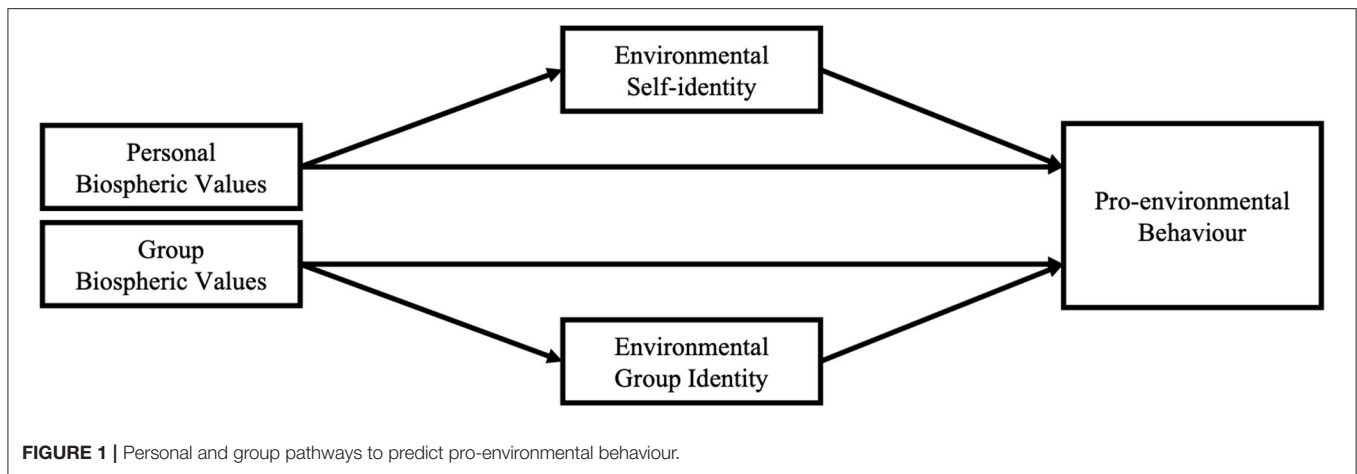 Environmental
Self-identity
Personal
Biospheric Values
Group
Biospheric Values
Pro-environmental
Behaviour
Environmental
Group Identity
FIGURE 1 | Personal and group pathways to predict pro-environmental behaviour.